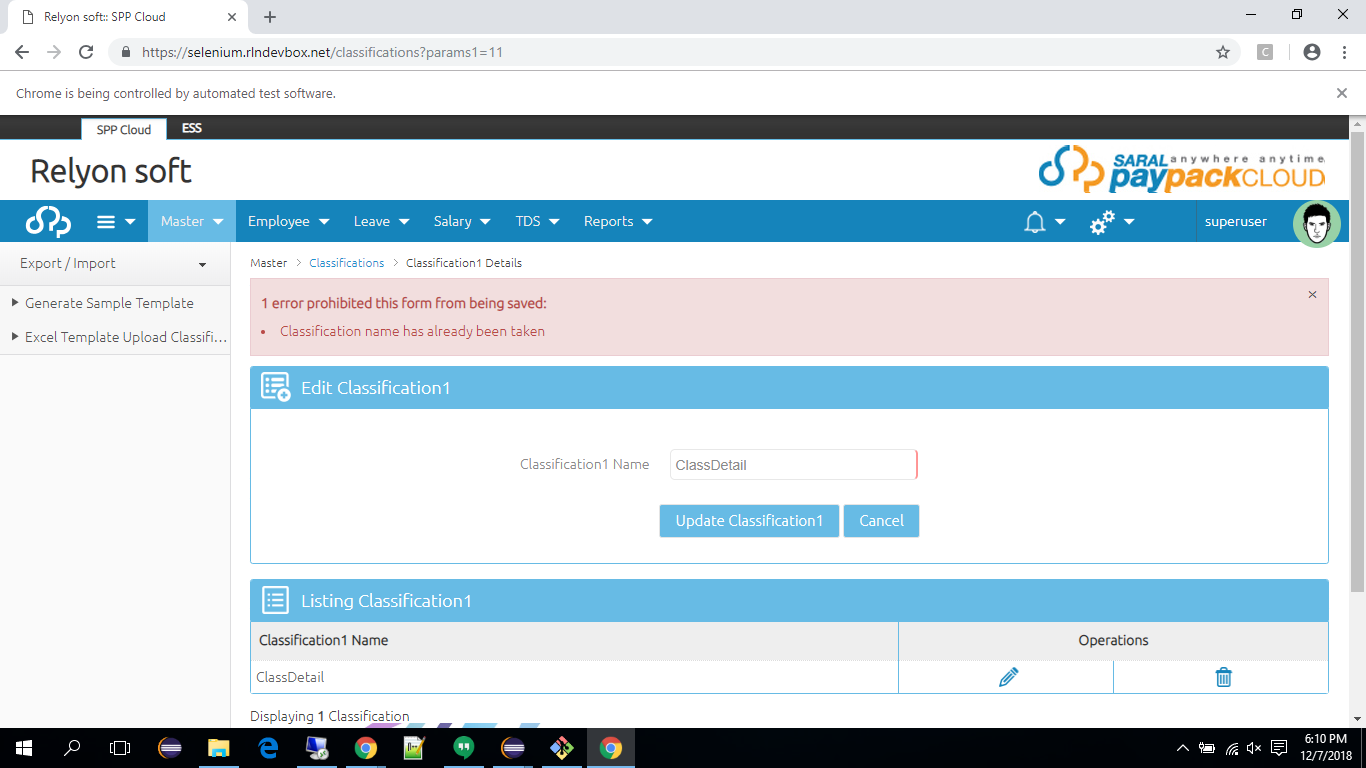 Relyon soft:: SPP Cloud
https://selenium.rlndevbox.net/classifications?params1=11
C
Chrome is being controlled by automated test software.
SPP Cloud
ESS
Relyon soft
SARAL anywhere anytime
paypackCLOUD
Master
Employee
Leave
Salary
TDS
Reports
superuser
Export / Import
Master > Classifications > Classification1 Details
Generate Sample Template
Excel Template Upload Classifi...
1 error prohibited this form from being saved:
• Classification name has already been taken
Edit Classification1
Classification1 Name
ClassDetail
Update Classification1
Cancel
Listing Classification1
Classification1 Name
Operations
ClassDetail
Displaying 1 Classification
6:10 PM
12/7/2018